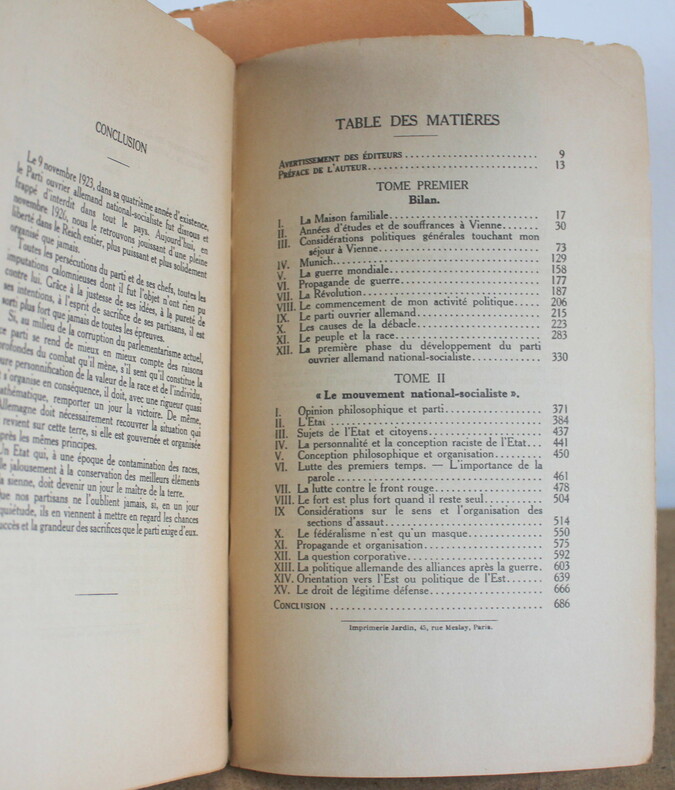 CONCLUSION
Le 9 novembre 1923, dans sa quatrième année d'existence,
le Parti ouvrier allemand national-socialiste fut dissous et
frappé d'interdit dans tout le pays. Aujourd'hui, en
novembre 1926, nous le retrouvons jouissant d'une pleine
liberté dans le Reich entier, plus puissant et plus solidement
organisé que jamais.
Toutes les persécutions du parti et de ses chefs, toutes les
imputations calomnieuses dont il fut l'objet n'ont rien pu
contre lui. Grâce à la justesse de ses idées, à la pureté de
ses intentions, à l'esprit de sacrifice de ses partisans, il est
sorti plus fort que jamais de toutes les épreuves.
Si, au milieu de la corruption du parlementarisme actuel,
ce parti se rend de mieux en mieux compte des raisons
profondes du combat qu'il mène, s'il sent qu'il constitue la
pure personnification de la valeur de la race et de l'individu,
s'organise en conséquence, il doit, avec une rigueur quasi
mathématique, remporter un jour la victoire. De même,
Allemagne doit nécessairement recouvrer la situation qui
revient sur cette terre, si elle est gouvernée et organisée
après les mêmes principes.
Un Etat qui, à une époque de contamination des races,
jalousement à la conservation des meilleurs éléments
la sienne, doit devenir un jour le maître de la terre.
que nos partisans ne l'oublient jamais, si, en un jour
quiétude, ils en viennent à mettre en regard les chances
succès et la grandeur des sacrifices que le parti exige d'eux.
TABLE DES MATIÈRES
AVERTISSEMENT DES ÉDITEURS ........ 9
PRÉFACE DE L'AUTEUR........ 13
TOME PREMIER
Bilan.
I. La Maison familiale........ 17
II. Années d'études et de souffrances à Vienne........ 30
III. Considérations politiques générales touchant mon
séjour à Vienne........ 73
IV. Munich........ 129
V. La guerre mondiale........ 158
VI. Propagande de guerre........ 177
VII. La Révolution........ 187
VIII. Le commencement de mon activité politique........ 206
IX. Le parti ouvrier allemand........ 215
X. Les causes de la débacle........ 223
XI. Le peuple et la race........ 283
XII. La première phase du développement du parti
ouvrier allemand national-socialiste........ 330
TOME II
« Le mouvement national-socialiste ».
I. Opinion philosophique et parti........ 371
II. L'Etat........ 384
III. Sujets de l'Etat et citoyens........ 437
IV. La personnalité et la conception raciste de l'Etat.... 441
V. Conception philosophique et organisation........ 450
VI. Lutte des premiers temps. — L'importance de la
parole........ 461
VII. La lutte contre le front rouge........ 478
VIII. Le fort est plus fort quand il reste seul........ 504
IX Considérations sur le sens et l'organisation des
sections d'assaut........ 514
X. Le fédéralisme n'est qu'un masque........ 550
XI. Propagande et organisation........ 575
XII. La question corporative........ 592
XIII. La politique allemande des alliances après la guerre. 603
XIV. Orientation vers l'Est ou politique de l'Est........ 639
XV. Le droit de légitime défense........ 666
CONCLUSION ........ 686
Imprimerie Jardin, 45, rue Meslay, Paris.